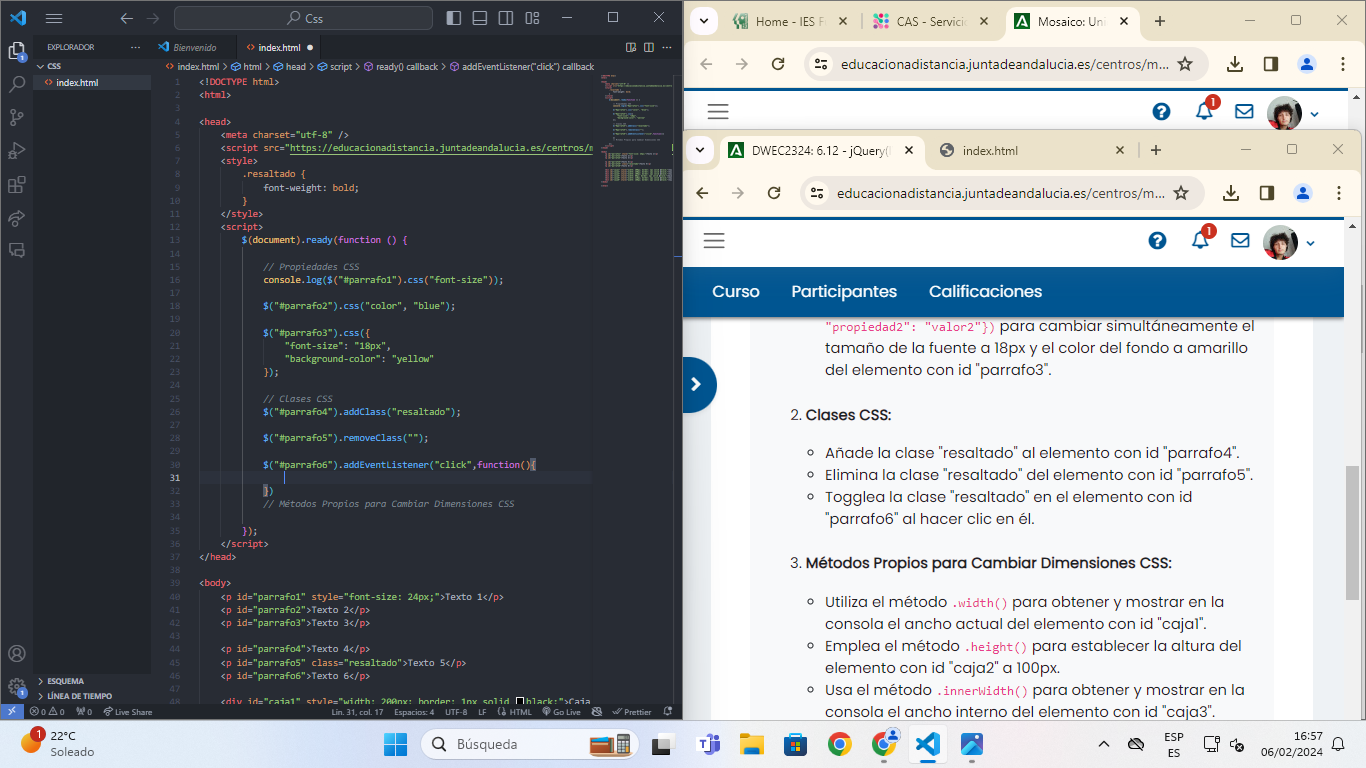 Css
EXPLORADOR
Bienvenido
index.html
CSS
index.html
index.html > html > head > script > ready() callback > addEventListener("click") callback
1 <!DOCTYPE html>
2 <html>
3
4 <head>
5 <meta charset="utf-8" />
6 <script src="https://educacionadistancia.juntadeandalucia.es/centros/m
7 <style>
8 .resaltado {
9 font-weight: bold;
10 }
11 </style>
12 <script>
13 $(document).ready(function () {
14
15 // Propiedades CSS
16 console.log($("#parrafo1").css("font-size"));
17
18 $("#parrafo2").css("color", "blue");
19
20 $("#parrafo3").css({
21 "font-size": "18px",
22 "background-color": "yellow"
23 });
24
25 // Clases CSS
26 $("#parrafo4").addClass("resaltado");
27
28 $("#parrafo5").removeClass("");
29
30 $("#parrafo6").addEventListener("click",function(){
31
32 })
33 // Métodos Propios para Cambiar Dimensiones CSS
34
35 });
36 </script>
37 </head>
38
39 <body>
40 <p id="parrafo1" style="font-size: 24px;">Texto 1</p>
41 <p id="parrafo2">Texto 2</p>
42 <p id="parrafo3">Texto 3</p>
43
44 <p id="parrafo4">Texto 4</p>
45 <p id="parrafo5" class="resaltado">Texto 5</p>
46 <p id="parrafo6">Texto 6</p>
47
48 <div id="caja1" style="width: 200px; border: 1px solid black;">Caja
ESQUEMA
LÍNEA DE TIEMPO
0 0 0 Live Share Lín. 31, col. 17 Espacios: 4 UTF-8 LF HTML Go Live Prettier
Home - IES F
CAS - Servici
Mosaico: Uni
educacionadistancia.juntadeandalucia.es/centros/m...
1
DWEC2324: 6.12 - jQuery(
index.html
educacionadistancia.juntadeandalucia.es/centros/m...
1
Curso Participantes Calificaciones
"propiedad2": "valor2"}) para cambiar simultáneamente el
tamaño de la fuente a 18px y el color del fondo a amarillo
del elemento con id "parrafo3".
2. Clases CSS:
Añade la clase "resaltado" al elemento con id "parrafo4".
Elimina la clase "resaltado" del elemento con id "parrafo5".
Togglea la clase "resaltado" en el elemento con id
"parrafo6" al hacer clic en él.
3. Métodos Propios para Cambiar Dimensiones CSS:
Utiliza el método .width() para obtener y mostrar en la
consola el ancho actual del elemento con id "caja1".
Emplea el método .height() para establecer la altura del
elemento con id "caja2" a 100px.
Usa el método .innerWidth() para obtener y mostrar en la
consola el ancho interno del elemento con id "caja3".
1
22°C
Soleado
Búsqueda
ESP
ES
16:57
06/02/2024